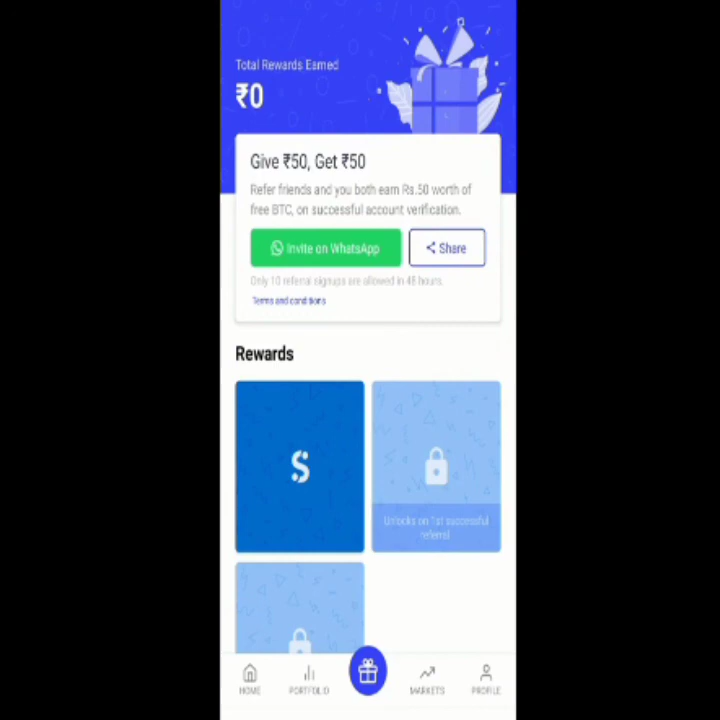 Total Rewards Earned
₹0
Give ₹50, Get ₹50
Refer friends and you both earn Rs.50 worth of
free BTC, on successful account verification.
Invite on WhatsApp
Share
Only 10 referral signups are allowed in 48 hours.
Terms and conditions
Rewards
S
Unlocks on 1st successful
referral
HOME
PORTFOLIO
MARKETS
PROFILE